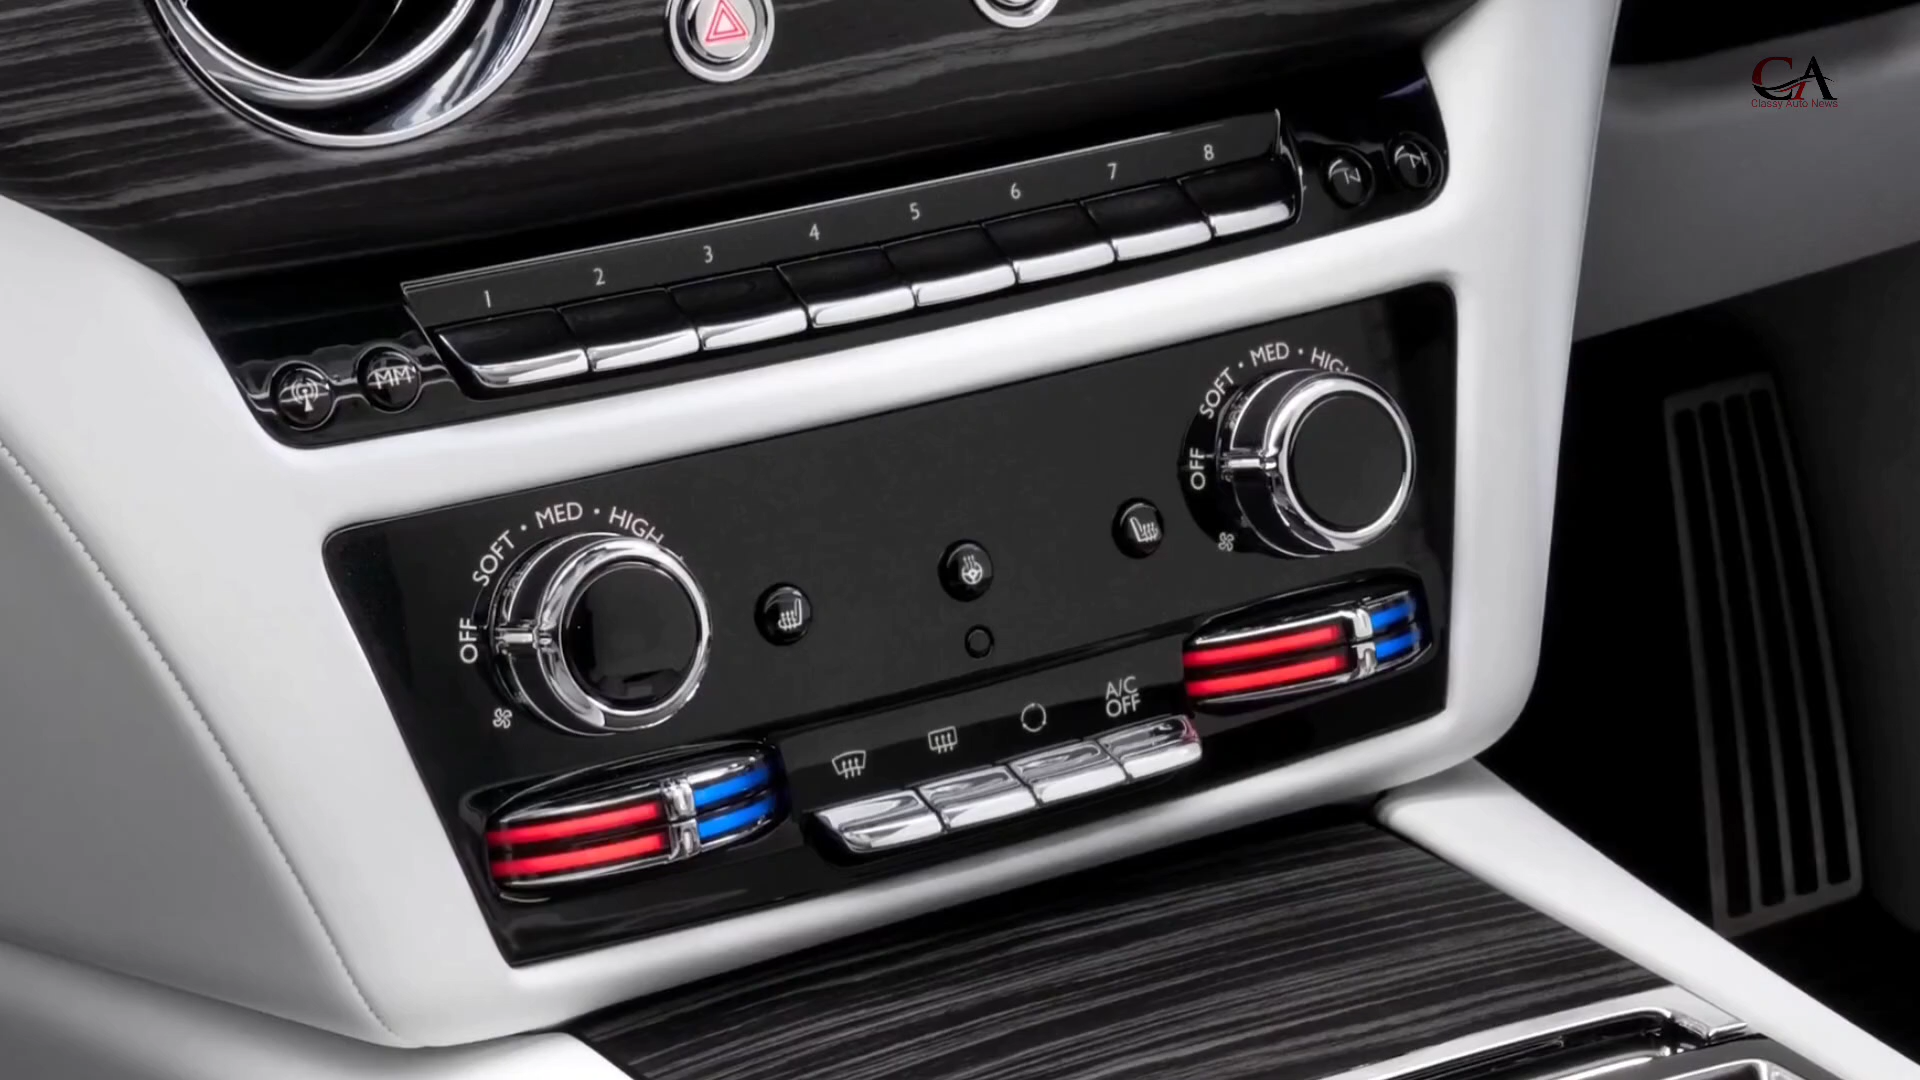 CA
Classy Auto News
1 2 3 4 5 6 7 8
MM
SOFT • MED • HIGH
OFF
SOFT • MED • HIGH
OFF
A/C
OFF